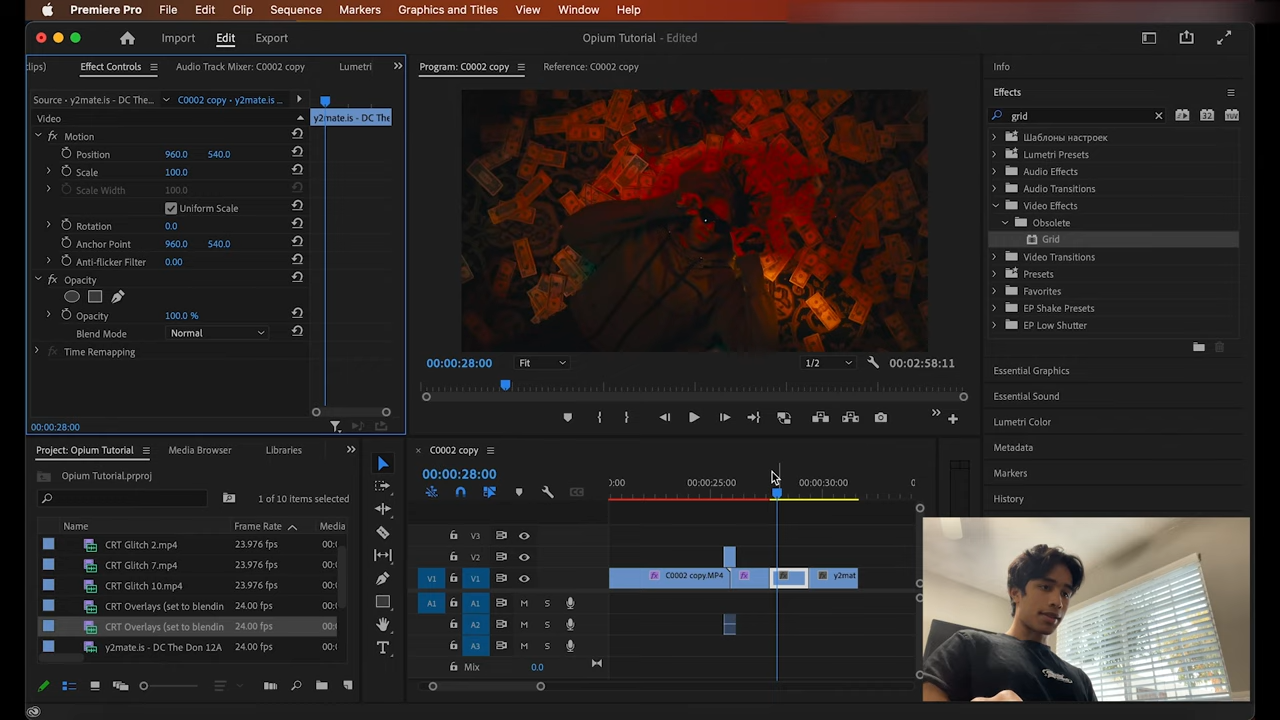 Premiere Pro File Edit Clip Sequence Markers Graphics and Titles View Window Help
Import Edit Export
Opium Tutorial - Edited
clips) Effect Controls Audio Track Mixer: C0002 copy Lumetri
Source · y2mate.is - DC The... C0002 copy · y2mate.is ...
Video y2mate.is - DC The
Motion
Position 960.0 540.0
Scale 100.0
Scale Width 100.0
Uniform Scale
Rotation 0.0
Anchor Point 960.0 540.0
Anti-flicker Filter 0.00
Opacity
Opacity 100.0 %
Blend Mode Normal
Time Remapping
00:00:28:00
Program: C0002 copy Reference: C0002 copy
00:00:28:00 Fit 1/2 00:02:58:11
Info
Effects
grid
Шаблоны настроек
Lumetri Presets
Audio Effects
Audio Transitions
Video Effects
Obsolete
Grid
Video Transitions
Presets
Favorites
EP Shake Presets
EP Low Shutter
Essential Graphics
Essential Sound
Lumetri Color
Metadata
Markers
History
Project: Opium Tutorial Media Browser Libraries
Opium Tutorial.prproj
1 of 10 items selected
Name Frame Rate Media
CRT Glitch 2.mp4 23.976 fps 00:
CRT Glitch 7.mp4 23.976 fps 00:
CRT Glitch 10.mp4 23.976 fps 00:
CRT Overlays (set to blendin 24.00 fps 00:
CRT Overlays (set to blendin 24.00 fps 00:
y2mate.is - DC The Don 12A 24.00 fps 00:
C0002 copy
00:00:28:00
:0:00 00:00:25:00 00:00:30:00 0
V3
V2
V1 V1 C0002 copy.MP4 y2mat
A1 A1 M S
A2 M S
A3 M S
Mix 0.0